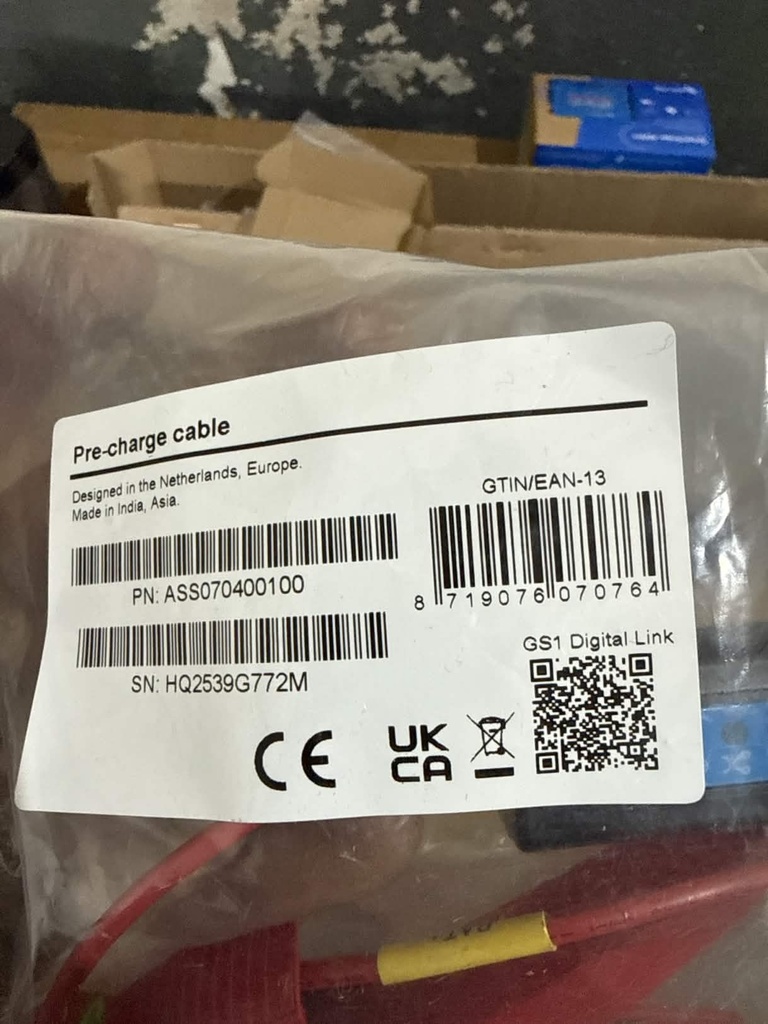 Pre-charge cable
Designed in the Netherlands, Europe.
Made in India, Asia.
PN: ASS070400100
SN: HQ2539G772M
GTIN/EAN-13
8 719076 070764
GS1 Digital Link
CE
UK
CA